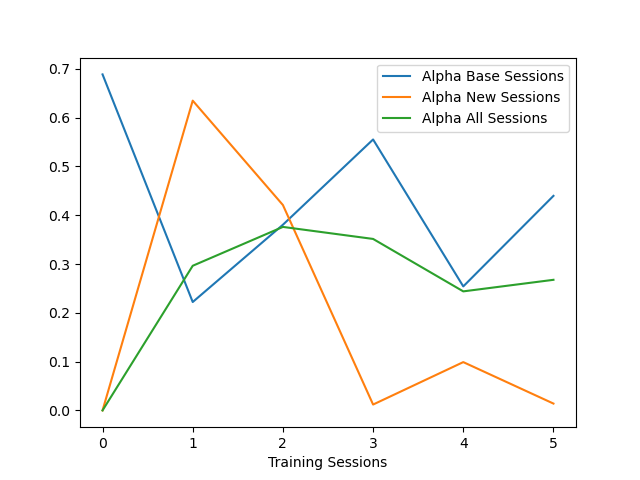 0.7
0.6
0.5
0.4
0.3
0.2
0.1
0.0
Alpha Base Sessions
Alpha New Sessions
Alpha All Sessions
0 1 2 3 4 5
Training Sessions